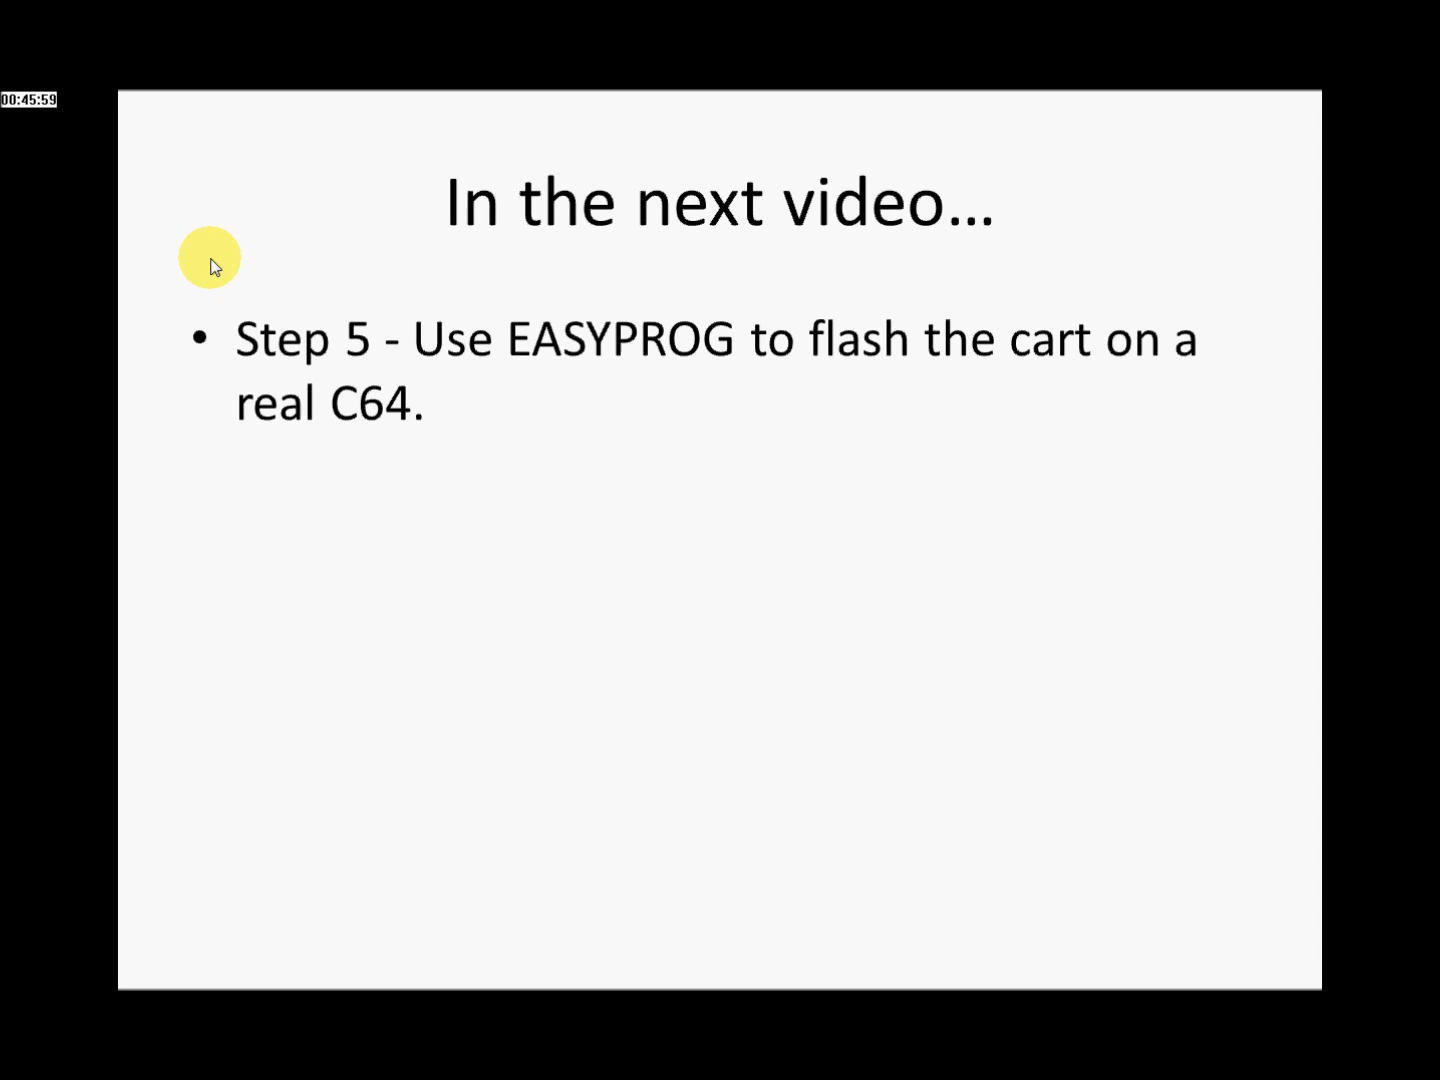 00:45:59
In the next video...
• Step 5 - Use EASYPROG to flash the cart on a
real C64.